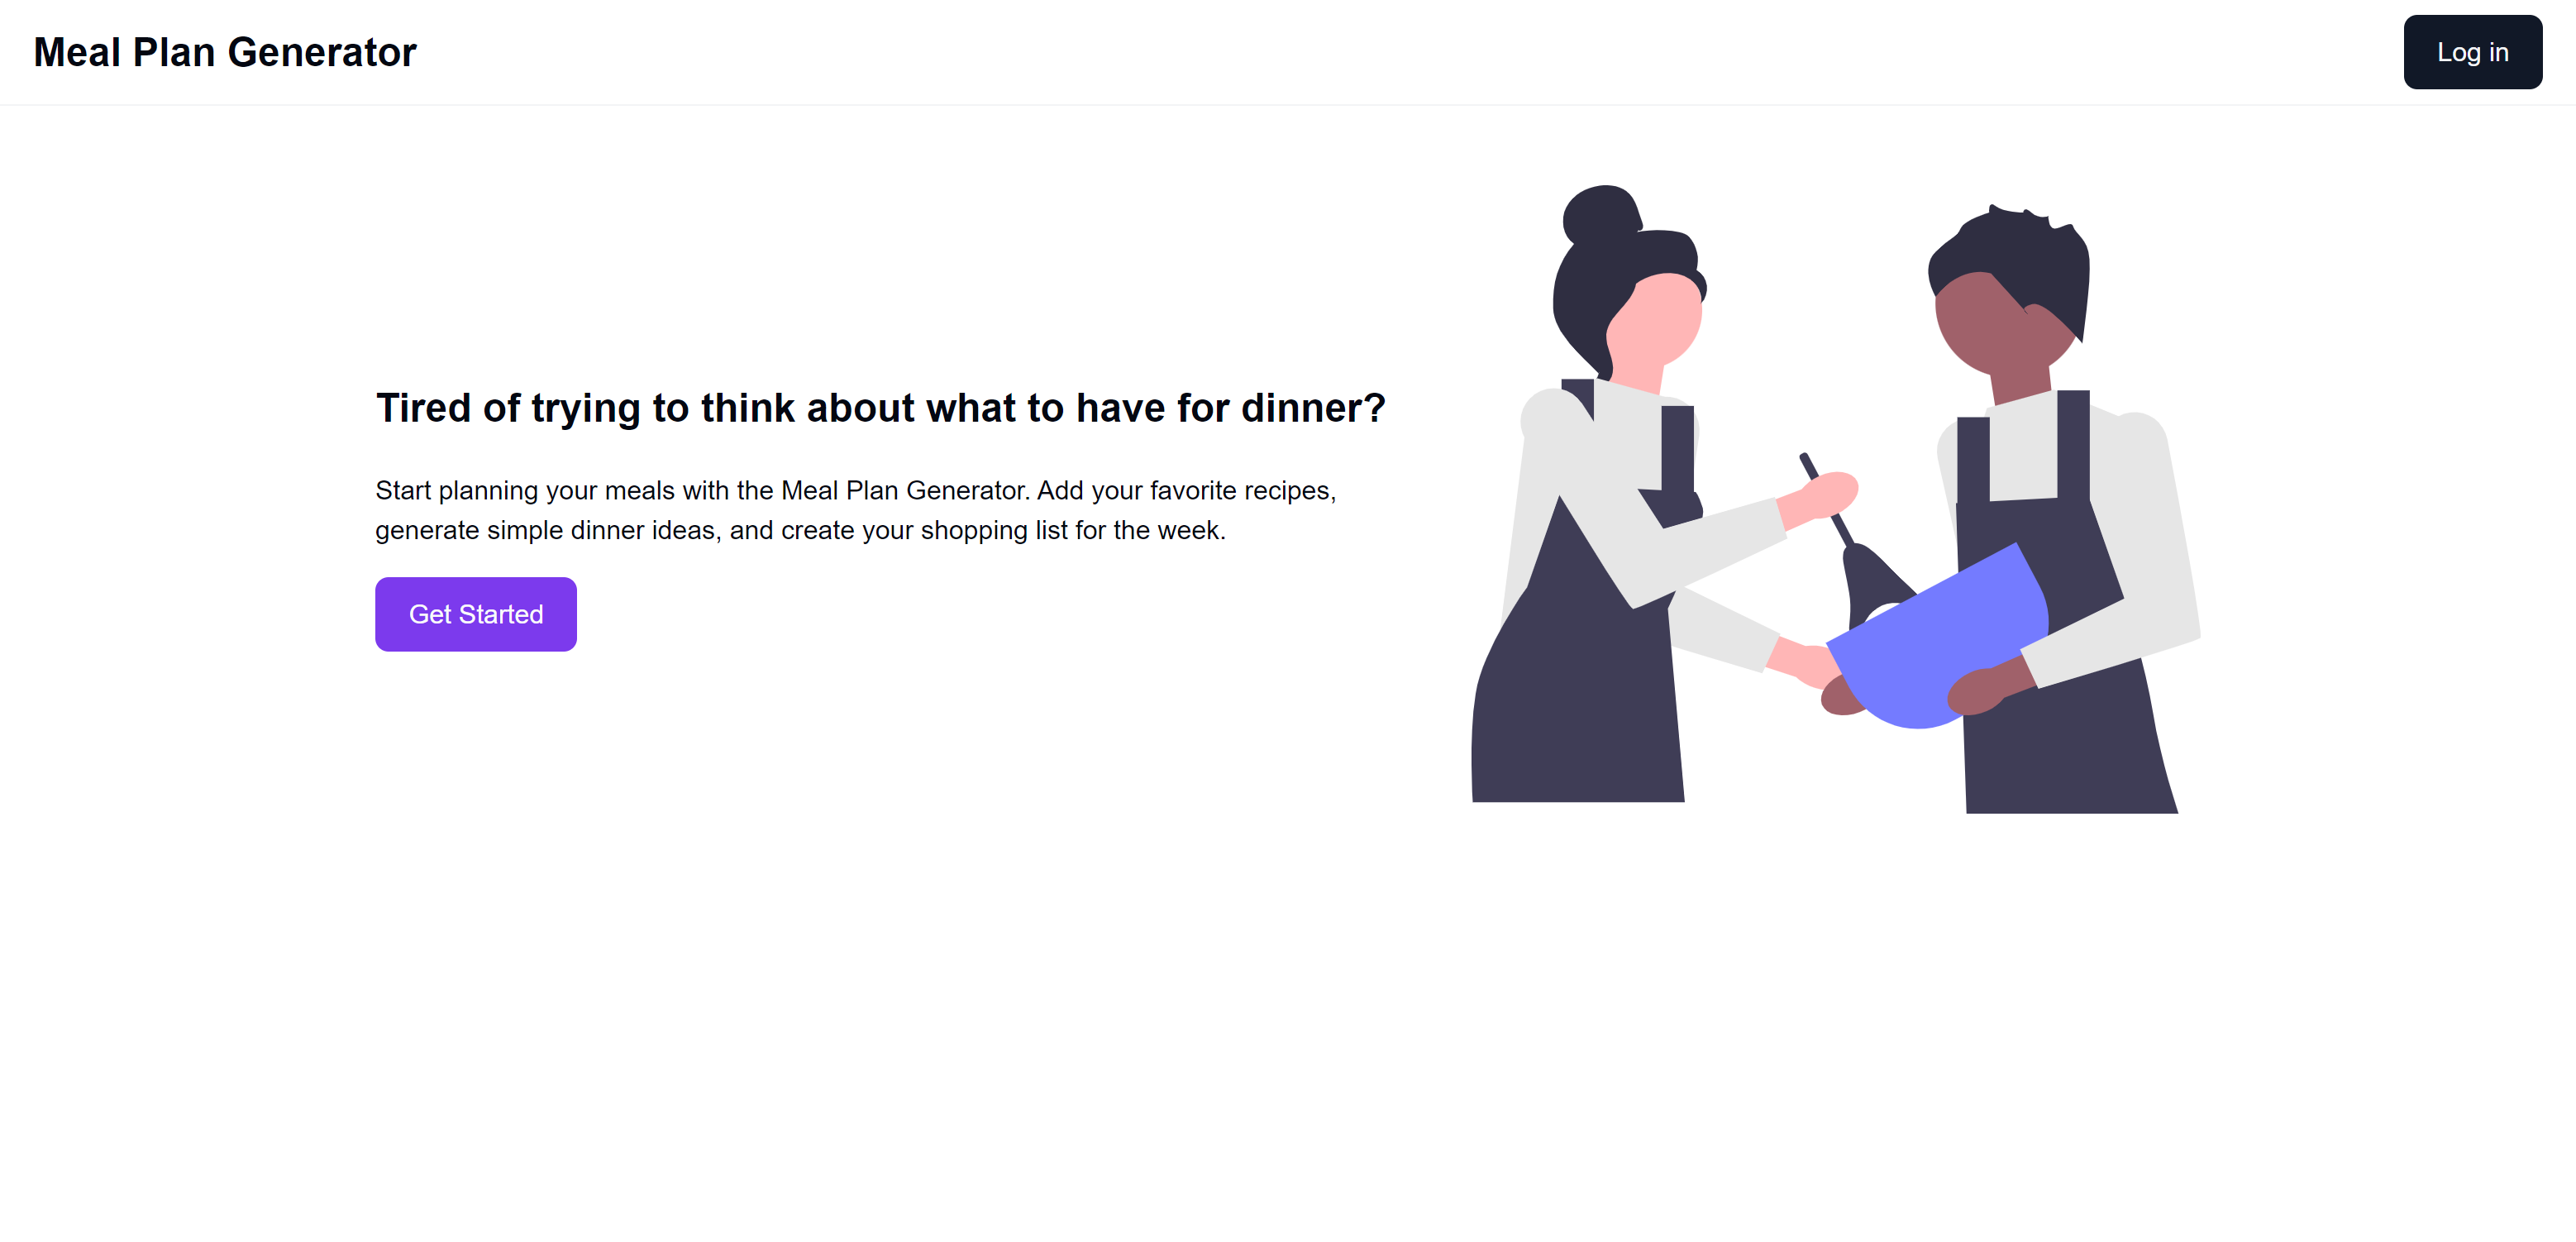 Meal Plan Generator
Log in
Tired of trying to think about what to have for dinner?
Start planning your meals with the Meal Plan Generator. Add your favorite recipes,
generate simple dinner ideas, and create your shopping list for the week.
Get Started